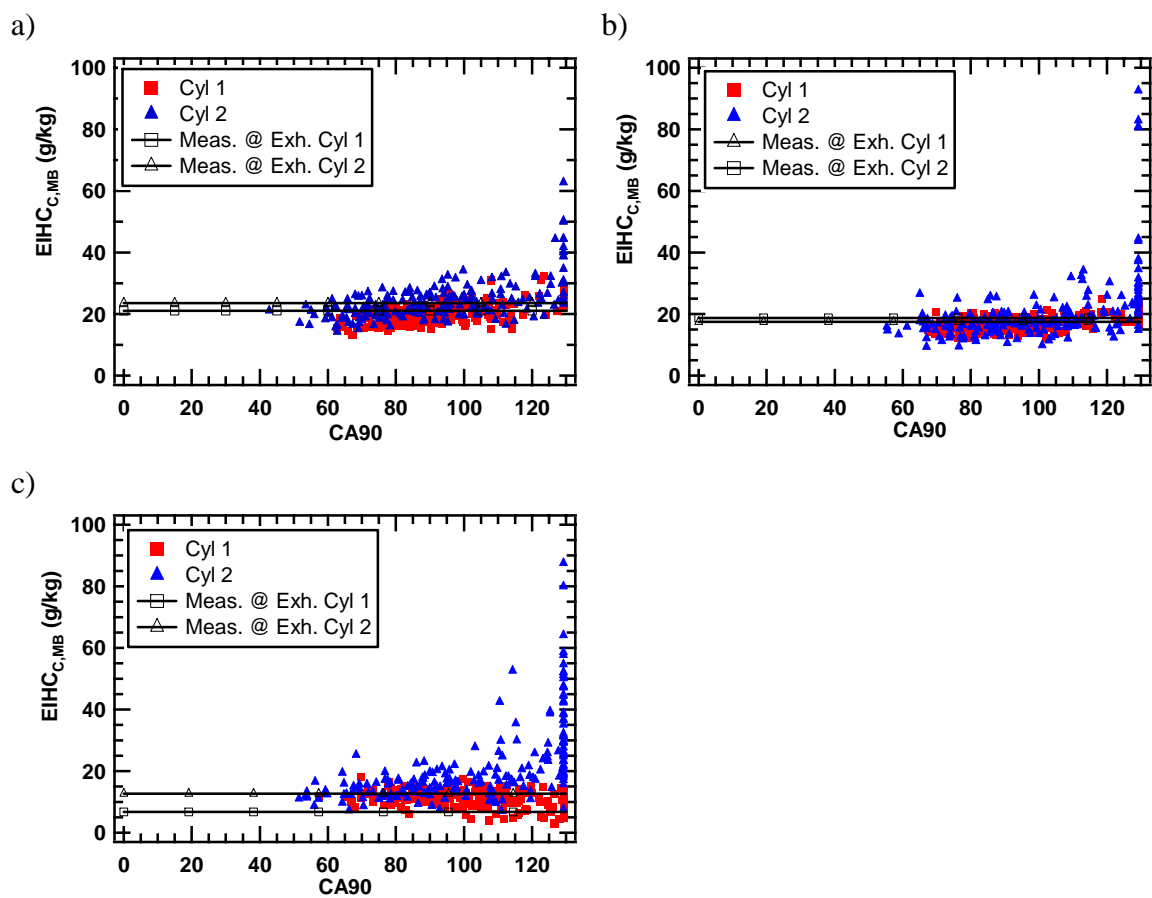 a)
100
80
60
40
20
0
EIHC_C,MB (g/kg)
Cyl 1
Cyl 2
Meas. @ Exh. Cyl 1
Meas. @ Exh. Cyl 2
0 20 40 60 80 100 120
CA90
b)
100
80
60
40
20
0
EIHC_C,MB (g/kg)
Cyl 1
Cyl 2
Meas. @ Exh. Cyl 1
Meas. @ Exh. Cyl 2
0 20 40 60 80 100 120
CA90
c)
100
80
60
40
20
0
EIHC_C,MB (g/kg)
Cyl 1
Cyl 2
Meas. @ Exh. Cyl 1
Meas. @ Exh. Cyl 2
0 20 40 60 80 100 120
CA90